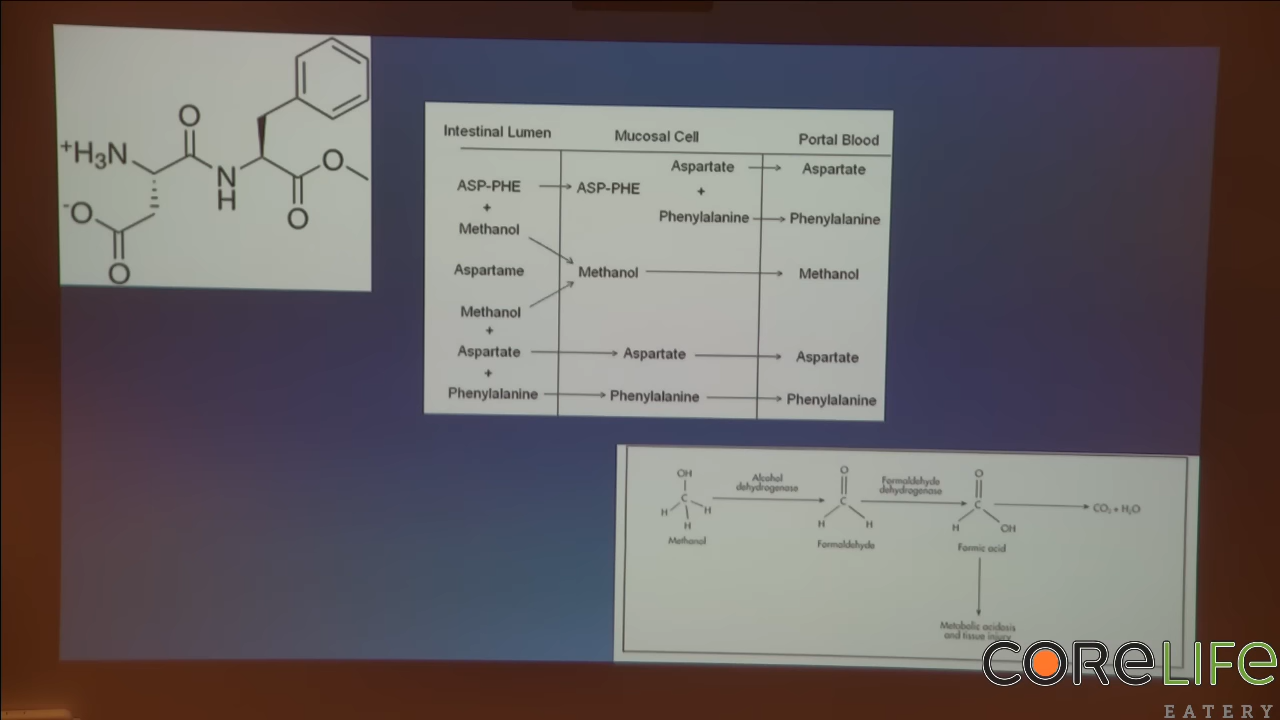 O
+H3N
O
N
H
O
-O
O
O
Intestinal Lumen Mucosal Cell Portal Blood
Aspartate Aspartate
ASP-PHE ASP-PHE +
+ Phenylalanine Phenylalanine
Methanol
Aspartame Methanol Methanol
Methanol
+
Aspartate Aspartate Aspartate
+
Phenylalanine Phenylalanine Phenylalanine
OH O O
Alcohol Formaldehyde
dehydrogenase dehydrogenase
C C C CO2 + H2O
H H H H H OH
H
Methanol Formaldehyde Formic acid
Metabolic acidosis
and tissue injury
CORELIFE
EATERY